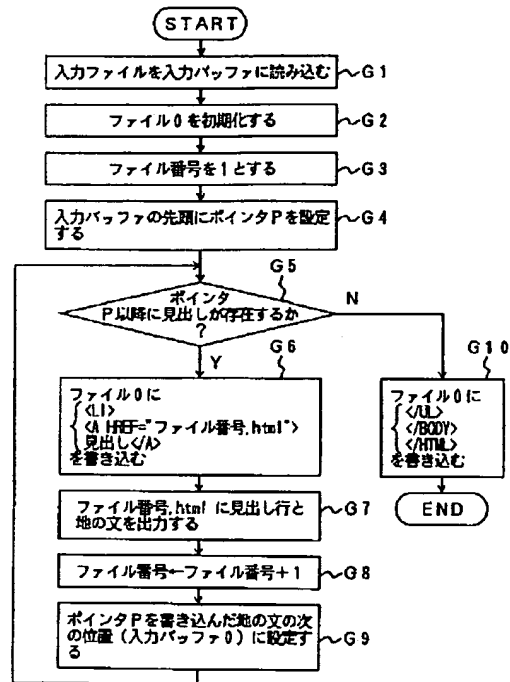 START
入力ファイルを入力バッファに読み込む
G1
ファイル0を初期化する
G2
ファイル番号を1とする
G3
入力バッファの先頭にポインタPを設定
する
G4
G5
ポインタ
P以降に見出しが存在するか
?
N
Y
G6
ファイル0に
<LI>
<A HREF="ファイル番号.html">
見出し</A>
を書き込む
G10
ファイル0に
</UL>
</BODY>
</HTML>
を書き込む
END
ファイル番号.htmlに見出し行と
地の文を出力する
G7
ファイル番号←ファイル番号+1
G8
ポインタPを書き込んだ地の文の次
の位置(入力バッファ0)に設定す
る
G9